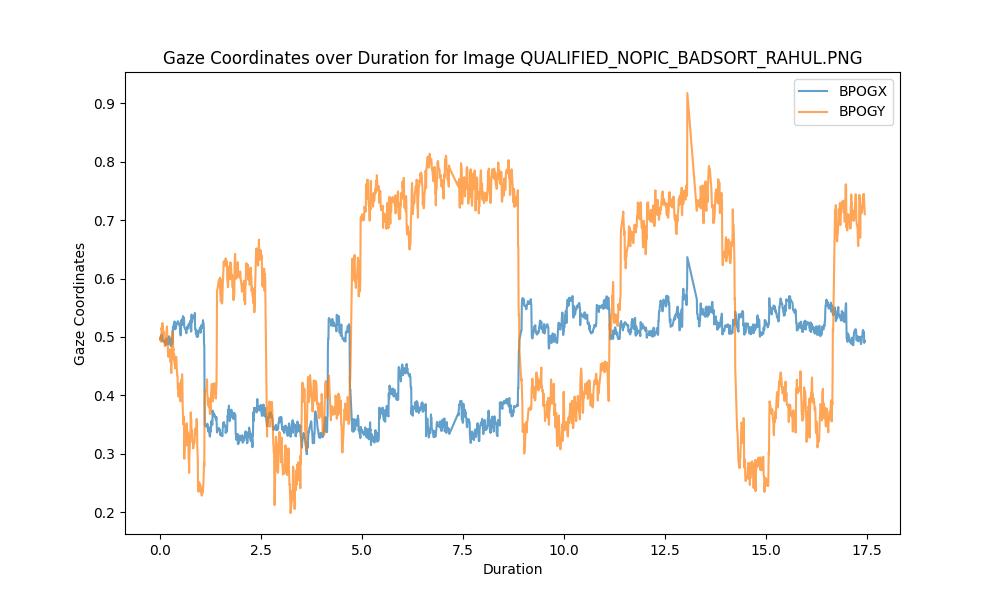 Gaze Coordinates over Duration for Image QUALIFIED_NOPIC_BADSORT_RAHUL.PNG
BPOGX
BPOGY
0.9
0.8
0.7
0.6
0.5
0.4
0.3
0.2
Gaze Coordinates
0.0 2.5 5.0 7.5 10.0 12.5 15.0 17.5
Duration